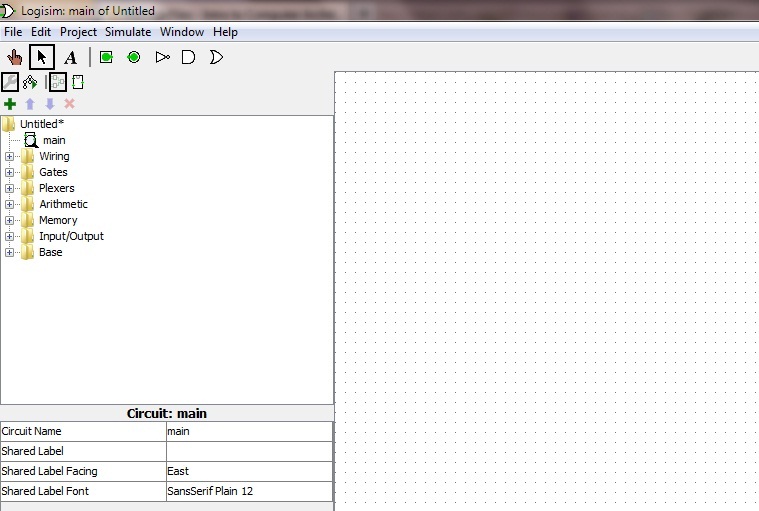 Logisim: main of Untitled
File Edit Project Simulate Window Help
A
Untitled*
main
Wiring
Gates
Plexers
Arithmetic
Memory
Input/Output
Base
Circuit: main
Circuit Name main
Shared Label
Shared Label Facing East
Shared Label Font SansSerif Plain 12